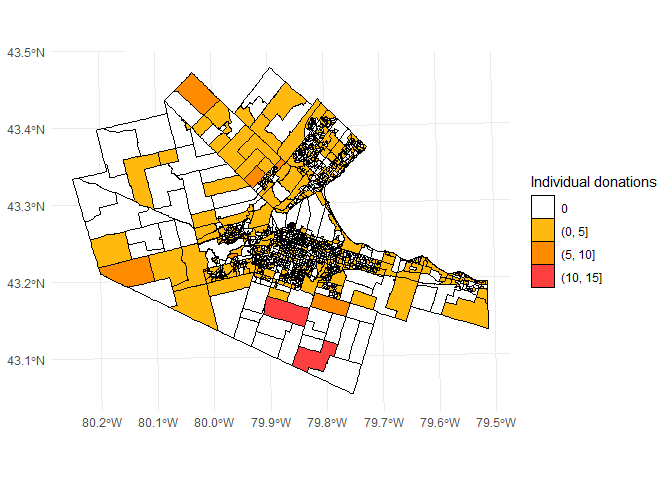 43.5°N
43.4°N
43.3°N
43.2°N
43.1°N
80.2°W 80.1°W 80.0°W 79.9°W 79.8°W 79.7°W 79.6°W 79.5°W
Individual donations
0
(0, 5]
(5, 10]
(10, 15]